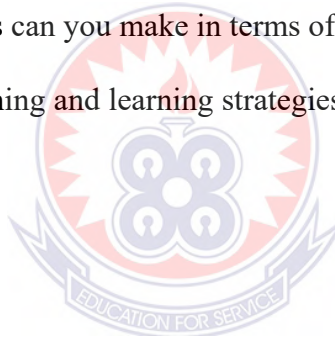 s can you make in terms of
ning and learning strategies
EDUCATION FOR SERVICE